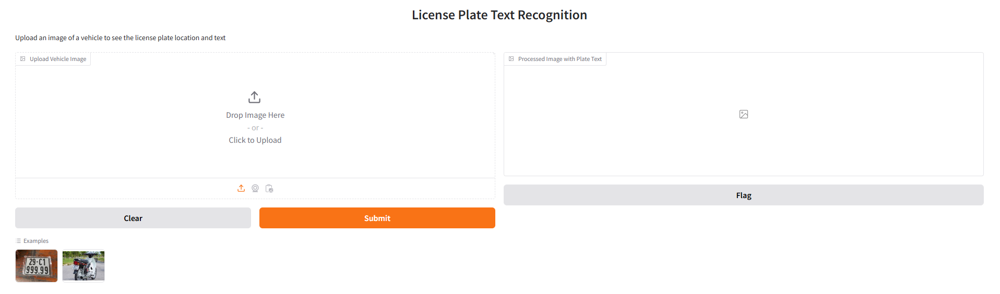 License Plate Text Recognition
Upload an image of a vehicle to see the license plate location and text
Upload Vehicle Image
Drop Image Here
- or -
Click to Upload
Clear
Submit
Processed Image with Plate Text
Flag
Examples
29-C1
999.99